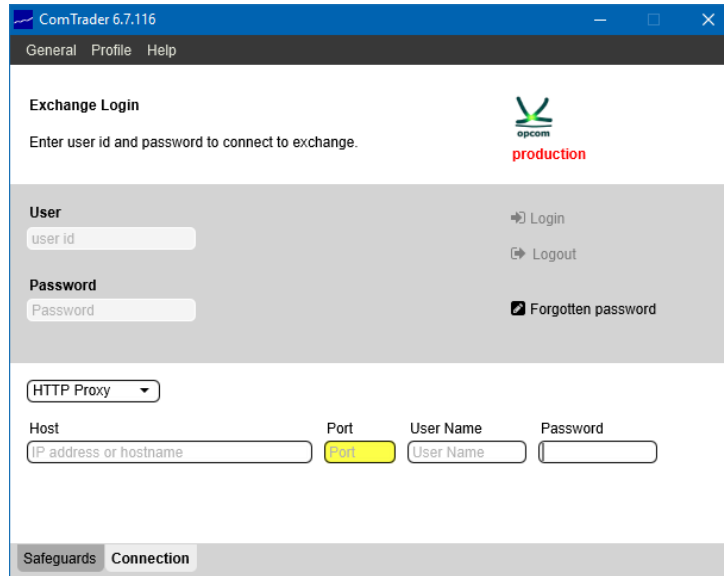 ComTrader 6.7.116
General Profile Help
Exchange Login
Enter user id and password to connect to exchange.
opcom
production
User
user id
Login
Logout
Password
Password
Forgotten password
HTTP Proxy
Host Port User Name Password
IP address or hostname Port User Name
Safeguards Connection